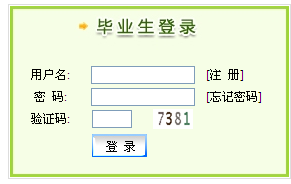 毕业生登录
用户名: [注 册]
密 码: [忘记密码]
验证码: 7381
登 录